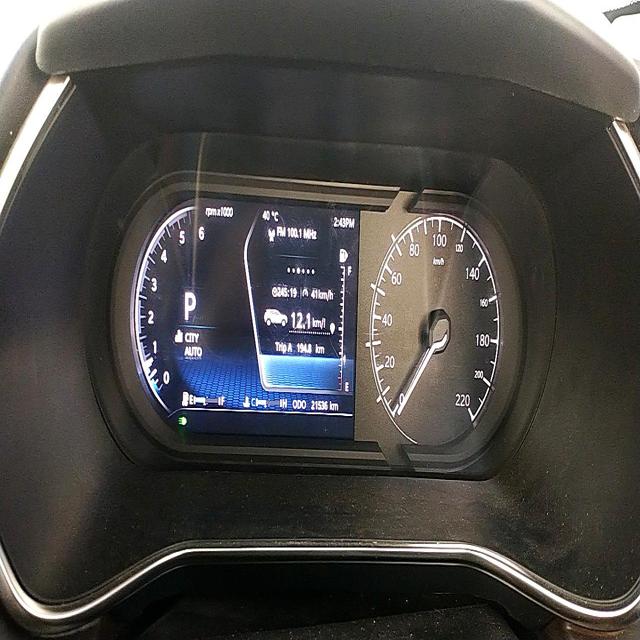 rpm x1000
40 °C
2:43PM
FM 100.1 MHz
6
5
4
3
2
1
0
P
CITY
AUTO
41km/h
12.1 km/l
Trip A 194.8 km
F
E
E F
C H
ODO 21536 km
0
20
40
60
80
100
120
140
160
180
200
220
km/h